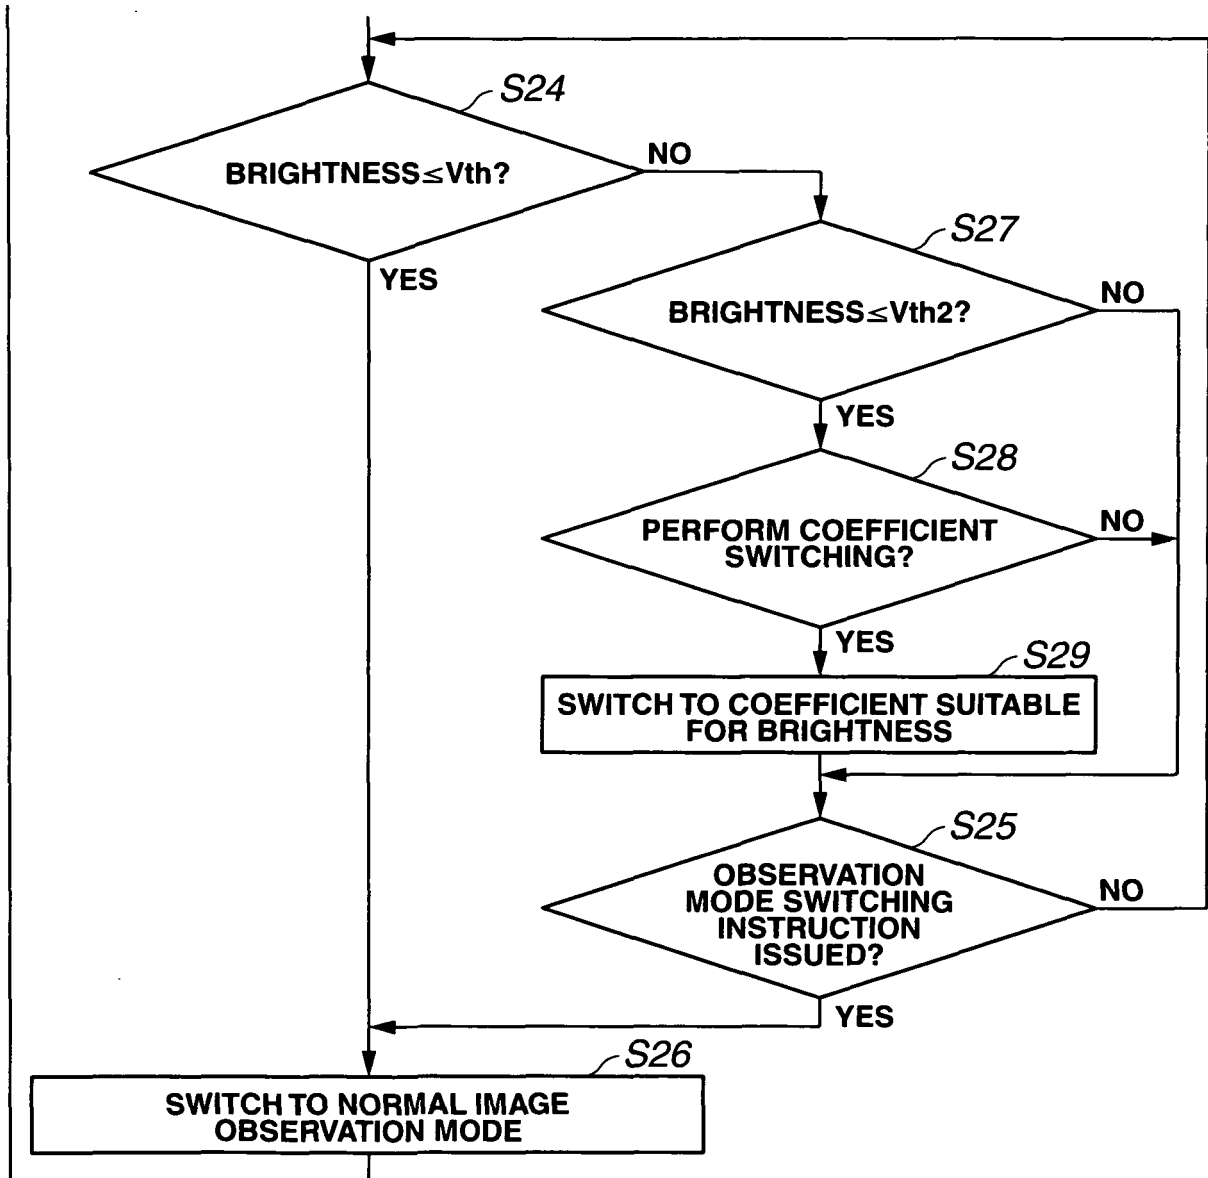 S24
BRIGHTNESS≤Vth?
NO
YES
S27
BRIGHTNESS≤Vth2?
NO
YES
S28
PERFORM COEFFICIENT
SWITCHING?
NO
YES
S29
SWITCH TO COEFFICIENT SUITABLE
FOR BRIGHTNESS
S25
OBSERVATION
MODE SWITCHING
INSTRUCTION
ISSUED?
NO
YES
S26
SWITCH TO NORMAL IMAGE
OBSERVATION MODE